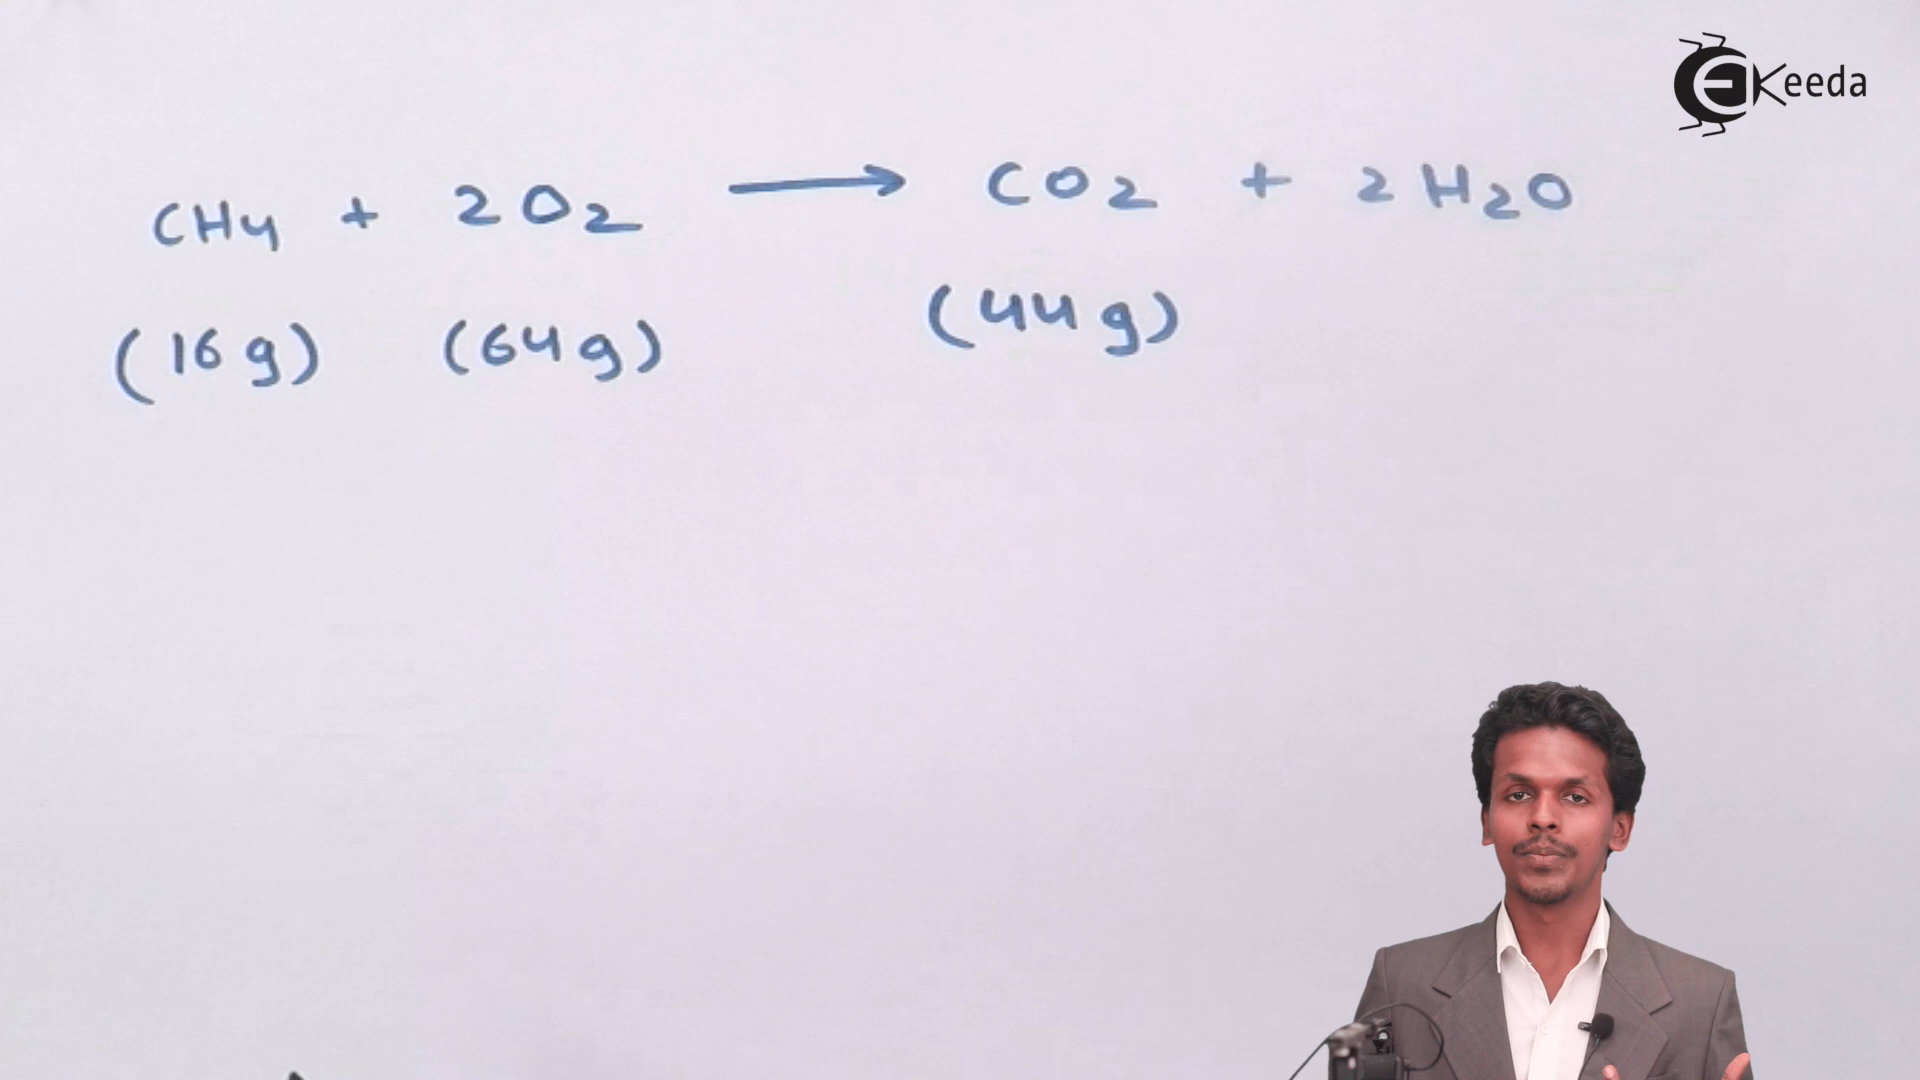 EKeeda
CH4 + 2O2 → CO2 + 2H2O
(16g) (64g) (44g)